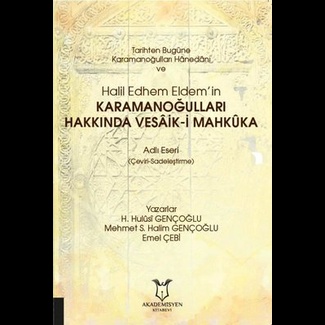 Tarihten Bugüne
Karamanoğulları Hânedânı
ve
Halil Edhem Eldem'in
KARAMANOĞULLARI
HAKKINDA VESÂİK-İ MAHKÛKA
Adlı Eseri
(Çeviri-Sadeleştirme)
Yazarlar
H. Hulûsî GENÇOĞLU
Mehmet S. Halim GENÇOĞLU
Emel ÇEBİ
AKADEMİSYEN
KİTABEVİ